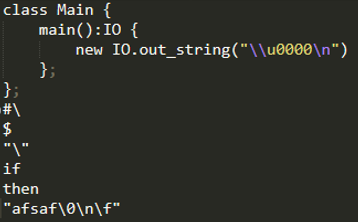 class Main {
    main():IO {
        new IO.out_string("\\u0000\n")
    };
};
#\
$
"\"
if
then
"afsaf\0\n\f"